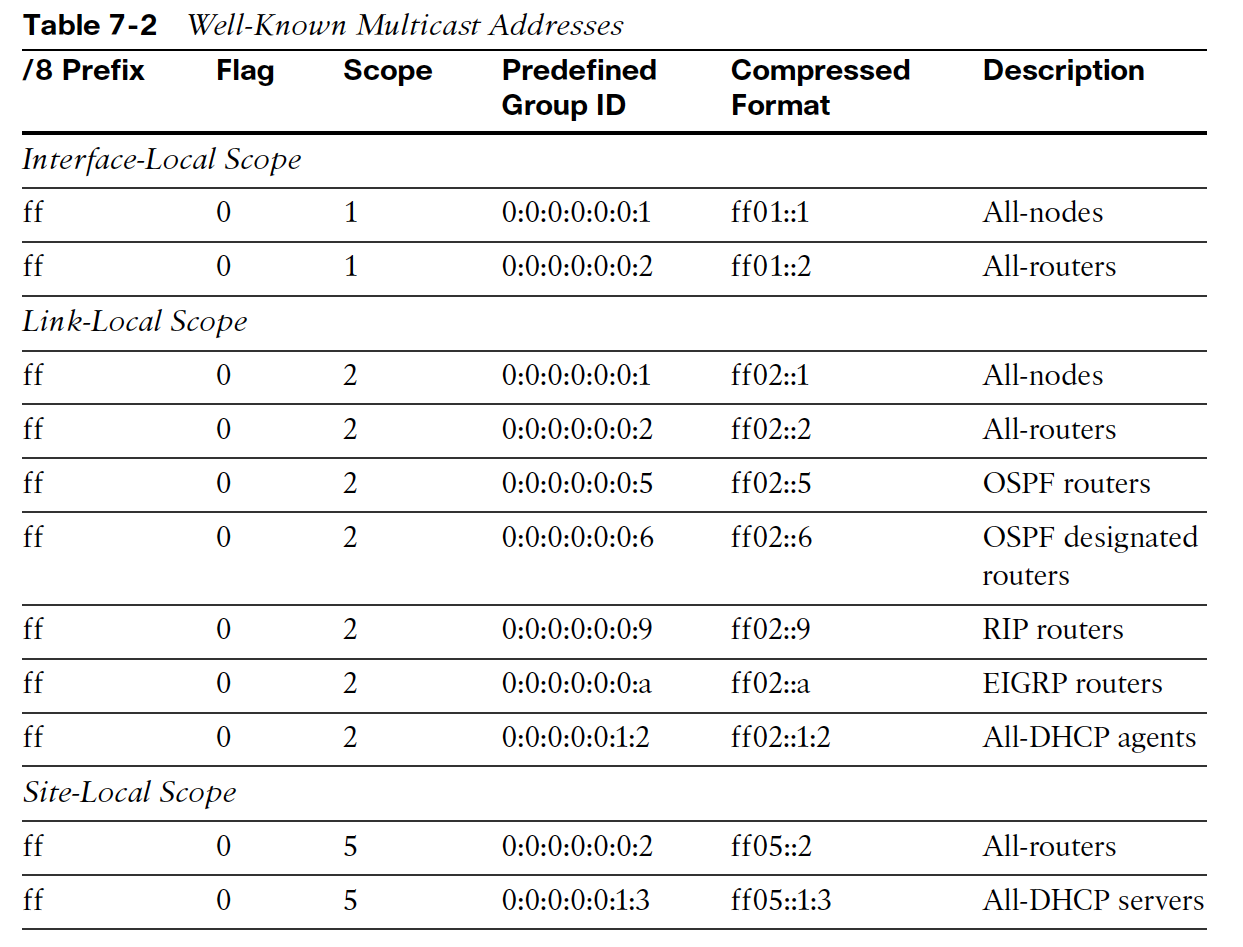 Table 7-2 Well-Known Multicast Addresses
/8 Prefix Flag Scope Predefined Group ID Compressed Format Description
Interface-Local Scope
ff 0 1 0:0:0:0:0:0:1 ff01::1 All-nodes
ff 0 1 0:0:0:0:0:0:2 ff01::2 All-routers
Link-Local Scope
ff 0 2 0:0:0:0:0:0:1 ff02::1 All-nodes
ff 0 2 0:0:0:0:0:0:2 ff02::2 All-routers
ff 0 2 0:0:0:0:0:0:5 ff02::5 OSPF routers
ff 0 2 0:0:0:0:0:0:6 ff02::6 OSPF designated routers
ff 0 2 0:0:0:0:0:0:9 ff02::9 RIP routers
ff 0 2 0:0:0:0:0:0:a ff02::a EIGRP routers
ff 0 2 0:0:0:0:0:1:2 ff02::1:2 All-DHCP agents
Site-Local Scope
ff 0 5 0:0:0:0:0:0:2 ff05::2 All-routers
ff 0 5 0:0:0:0:0:1:3 ff05::1:3 All-DHCP servers